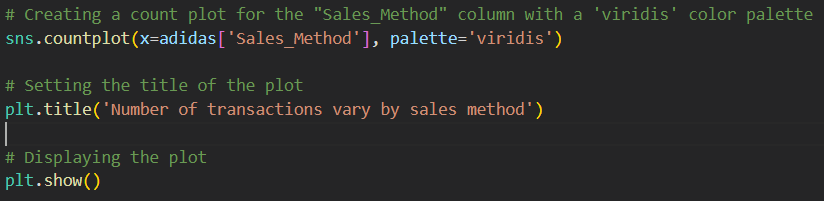 # Creating a count plot for the "Sales_Method" column with a 'viridis' color palette
sns.countplot(x=adidas['Sales_Method'], palette='viridis')
# Setting the title of the plot
plt.title('Number of transactions vary by sales method')
# Displaying the plot
plt.show()